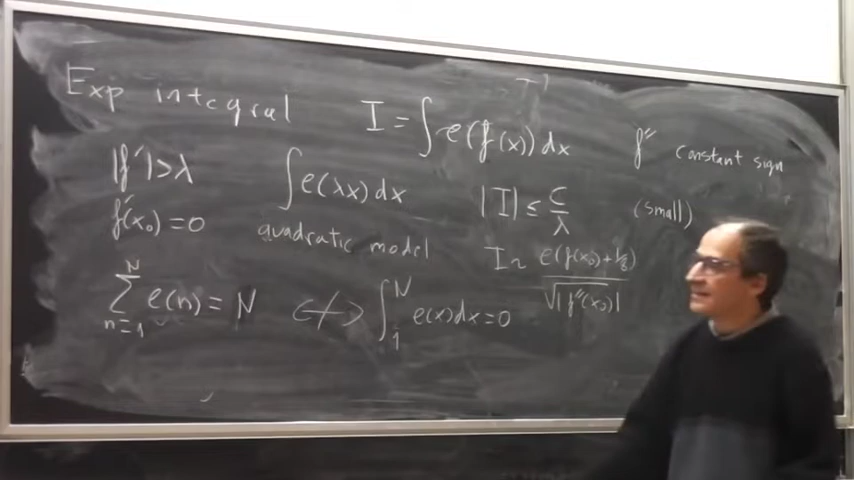 Exp integral I = ∫ e(f(x)) dx f'' constant sign
|f'| > λ ∫ e(λx) dx |I| ≤ C/λ (small)
f'(x₀) = 0 quadratic model I ~ e(f(x₀) + 1/8) / √|f''(x₀)|
∑_{n=1}^{N} e(n) = N <-/-> ∫_1^N e(x) dx = 0